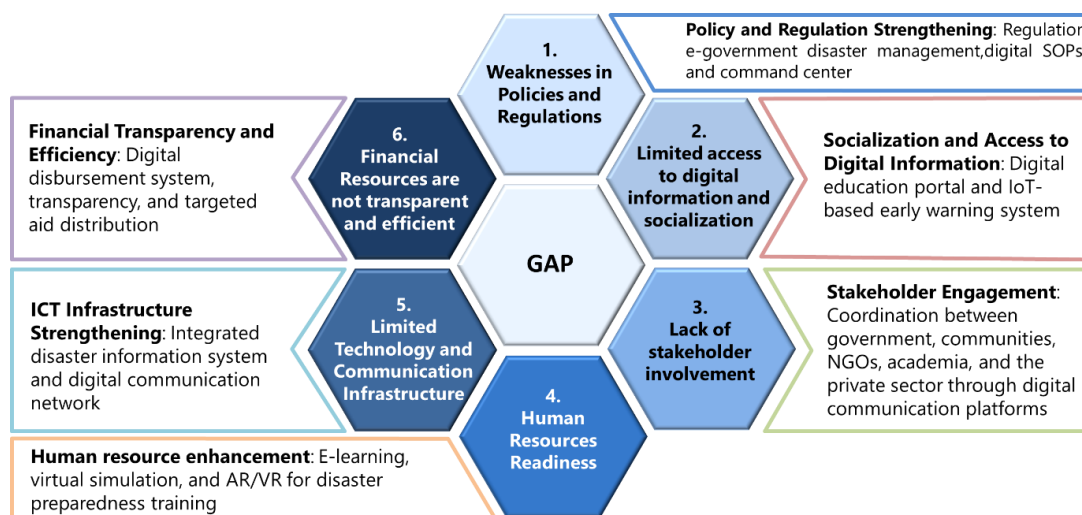 1.
Weaknesses in
Policies and
Regulations
Policy and Regulation Strengthening: Regulation
e-government disaster management,digital SOPs
and command center
2.
Limited access
to digital
information and
socialization
Socialization and Access to
Digital Information: Digital
education portal and IoT-
based early warning system
3.
Lack of
stakeholder
involvement
Stakeholder Engagement:
Coordination between
government, communities,
NGOs, academia, and the
private sector through digital
communication platforms
4.
Human
Resources
Readiness
Human resource enhancement: E-learning,
virtual simulation, and AR/VR for disaster
preparedness training
5.
Limited
Technology and
Communication
Infrastructure
ICT Infrastructure
Strengthening: Integrated
disaster information system
and digital communication
network
6.
Financial
Resources are
not transparent
and efficient
Financial Transparency and
Efficiency: Digital
disbursement system,
transparency, and targeted
aid distribution
GAP